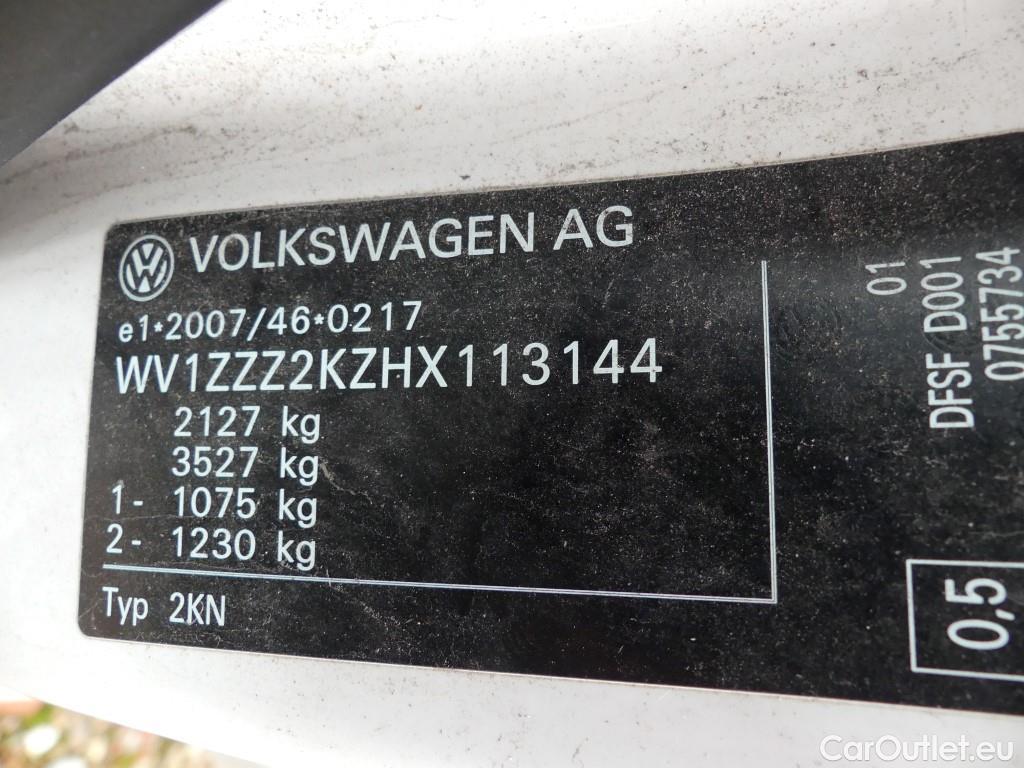 VOLKSWAGEN AG
e1*2007/46*0217
WV1ZZZ2KZHX113144
2127 kg
3527 kg
1- 1075 kg
2- 1230 kg
Typ 2KN
01
DFSF D001
0755734
0,5
CarOutlet.eu